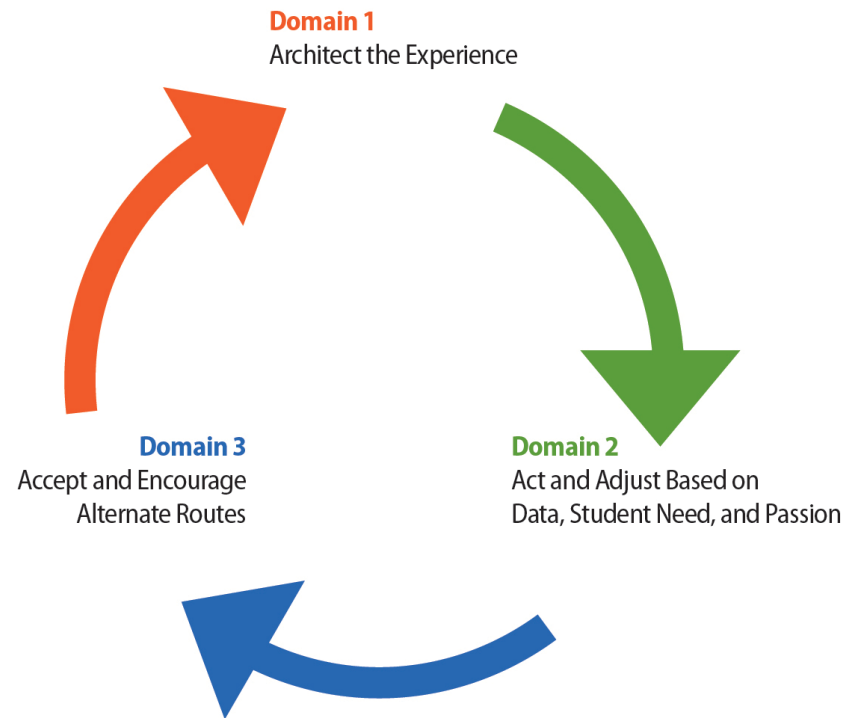 Domain 1
Architect the Experience
Domain 2
Act and Adjust Based on
Data, Student Need, and Passion
Domain 3
Accept and Encourage
Alternate Routes